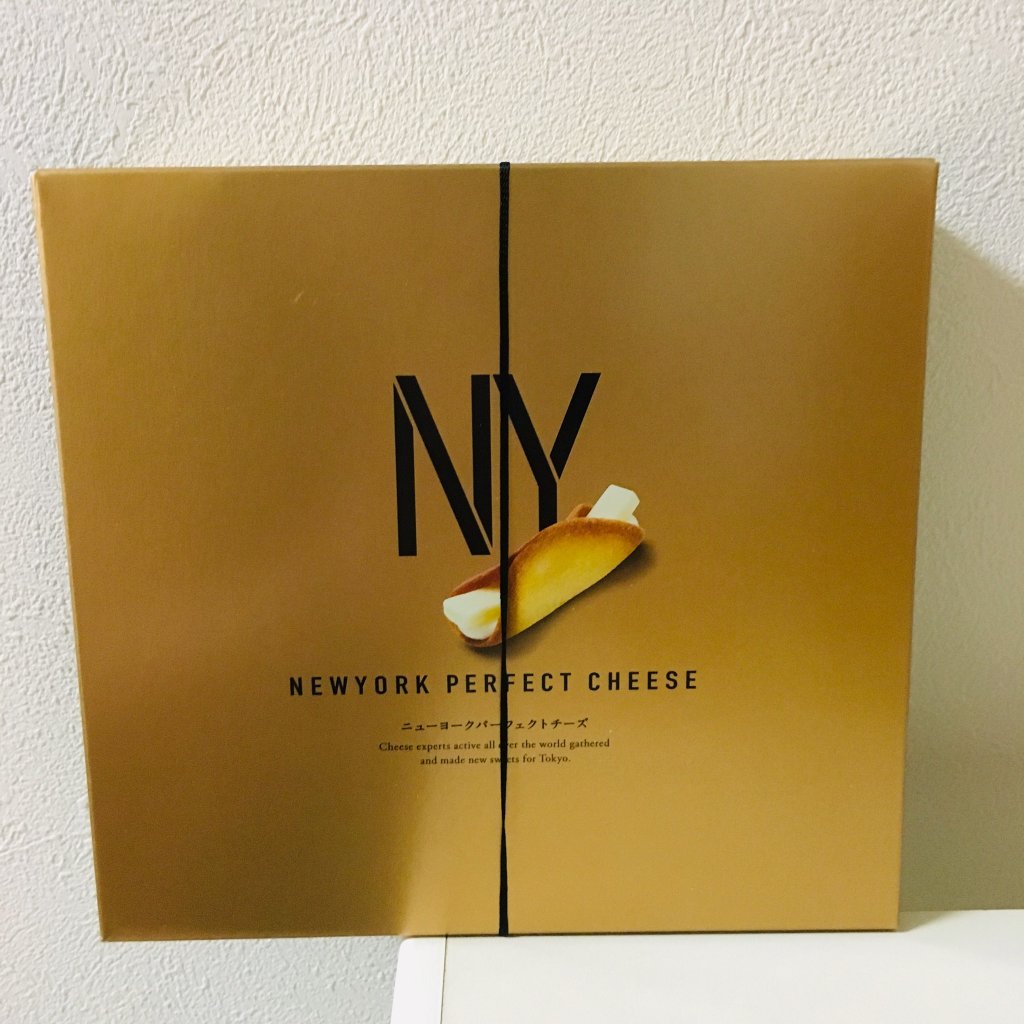 NY
NEWYORK PERFECT CHEESE
ニューヨークパーフェクトチーズ
Cheese experts active all over the world gathered
and made new sweets for Tokyo.